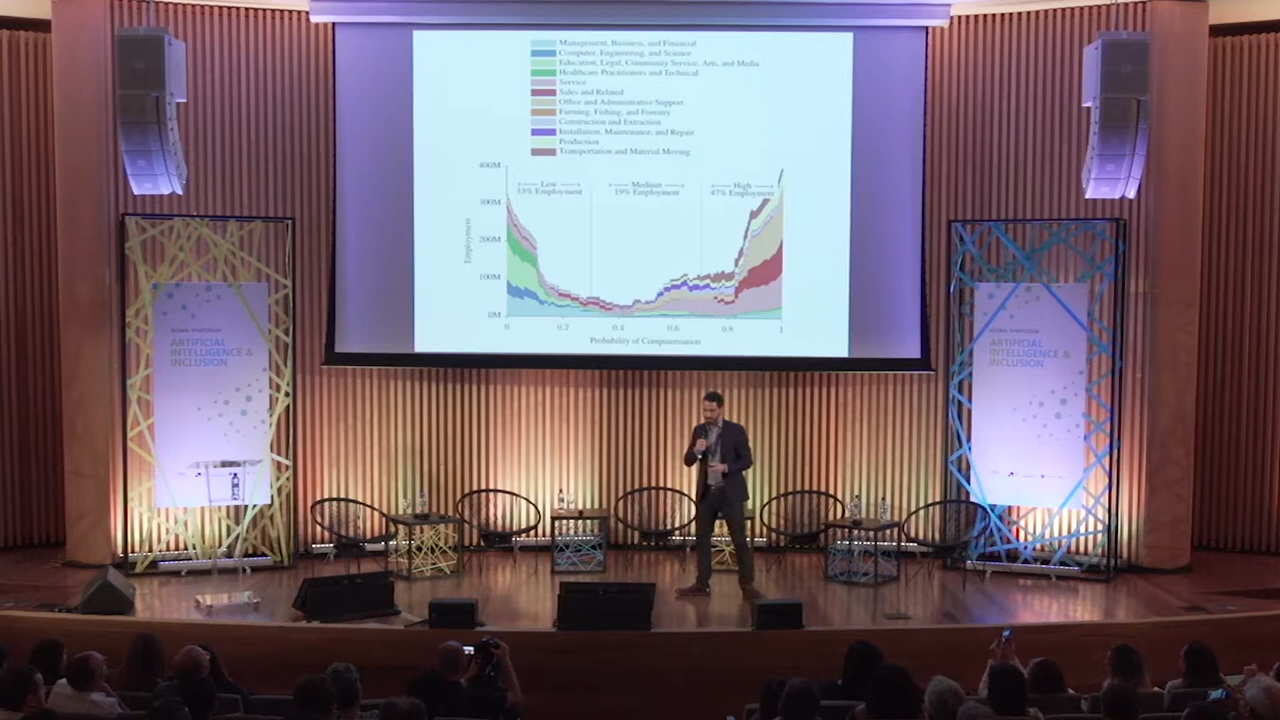 Management, Business, and Financial
Computer, Engineering, and Science
Education, Legal, Community Service, Arts, and Media
Healthcare Practitioners and Technical
Service
Sales and Related
Office and Administrative Support
Farming, Fishing, and Forestry
Construction and Extraction
Installation, Maintenance, and Repair
Production
Transportation and Material Moving
400M
300M
200M
100M
0M
Employment
Low
33% Employment
Medium
19% Employment
High
47% Employment
0
0.2
0.4
0.6
0.8
1
Probability of Computerisation
GLOBAL SYMPOSIUM
ARTIFICIAL
INTELLIGENCE &
INCLUSION
GLOBAL SYMPOSIUM
ARTIFICIAL
INTELLIGENCE &
INCLUSION